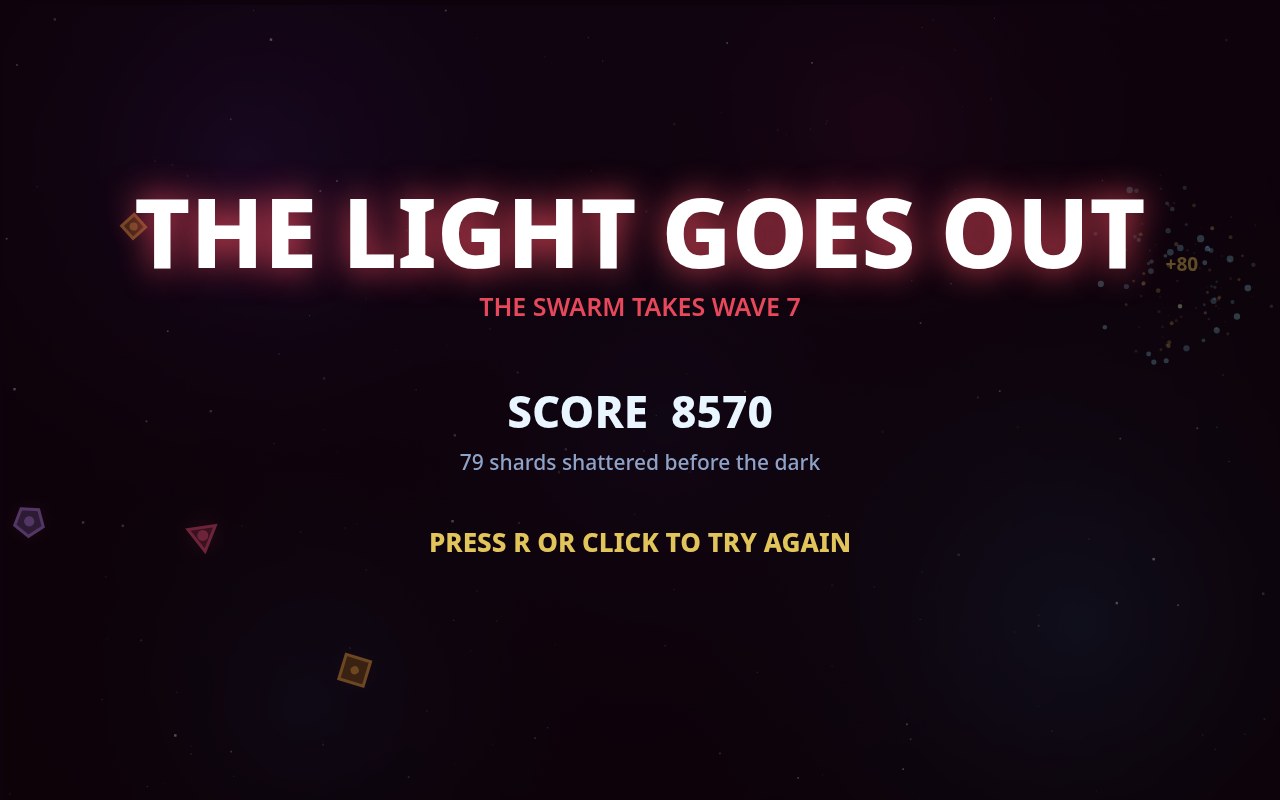 THE LIGHT GOES OUT
+80
THE SWARM TAKES WAVE 7
SCORE 8570
79 shards shattered before the dark
PRESS R OR CLICK TO TRY AGAIN